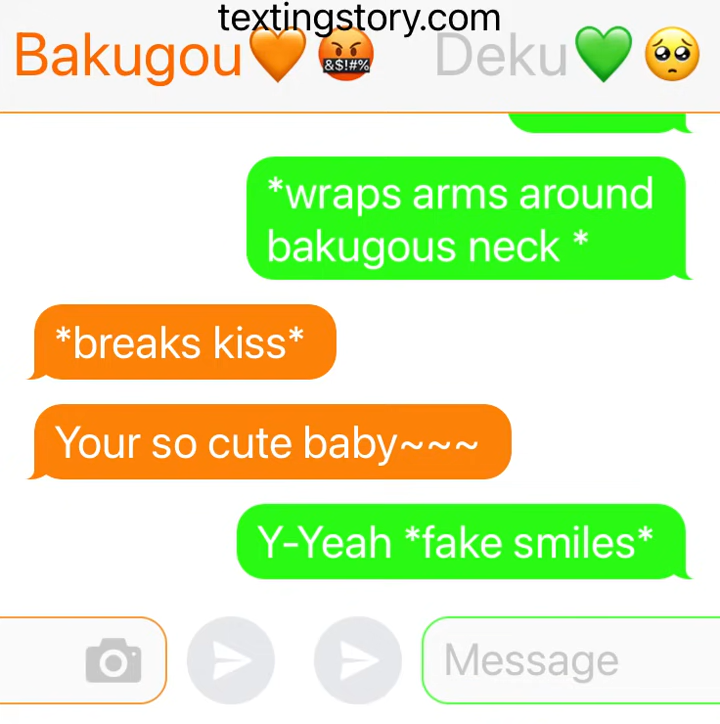 textingstory.com
Bakugou🧡🤬 Deku💚🥺
*wraps arms around
bakugous neck *
*breaks kiss*
Your so cute baby~~~
Y-Yeah *fake smiles*
Message